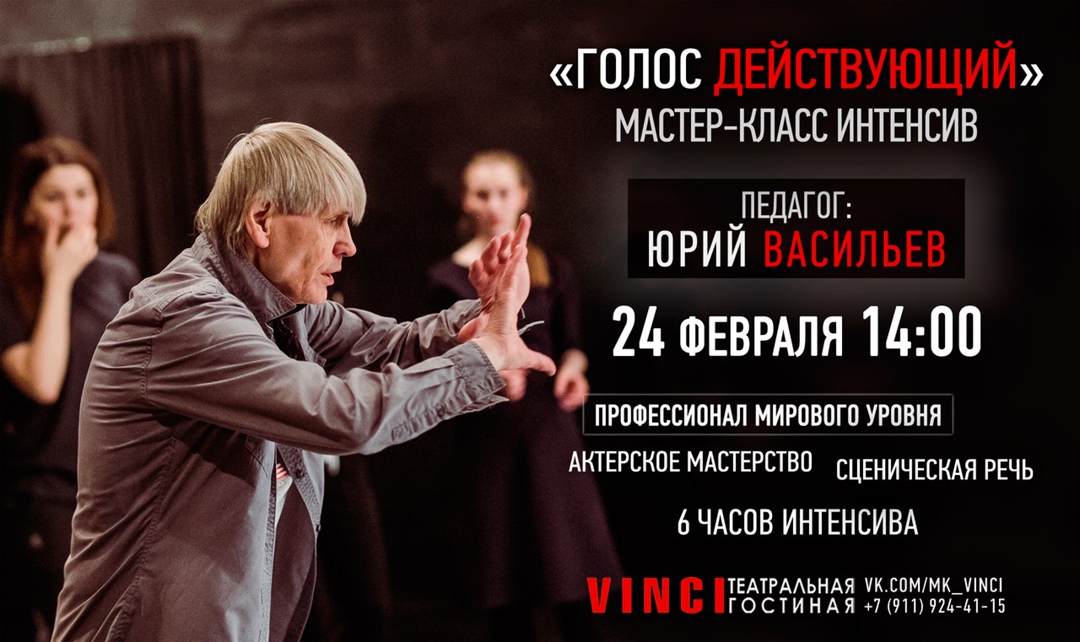 «ГОЛОС ДЕЙСТВУЮЩИЙ»
МАСТЕР-КЛАСС ИНТЕНСИВ
ПЕДАГОГ:
ЮРИЙ ВАСИЛЬЕВ
24 ФЕВРАЛЯ 14:00
ПРОФЕССИОНАЛ МИРОВОГО УРОВНЯ
АКТЕРСКОЕ МАСТЕРСТВО
СЦЕНИЧЕСКАЯ РЕЧЬ
6 ЧАСОВ ИНТЕНСИВА
VINCI
ТЕАТРАЛЬНАЯ
ГОСТИНАЯ
VK.COM/MK_VINCI
+7 (911) 924-41-15